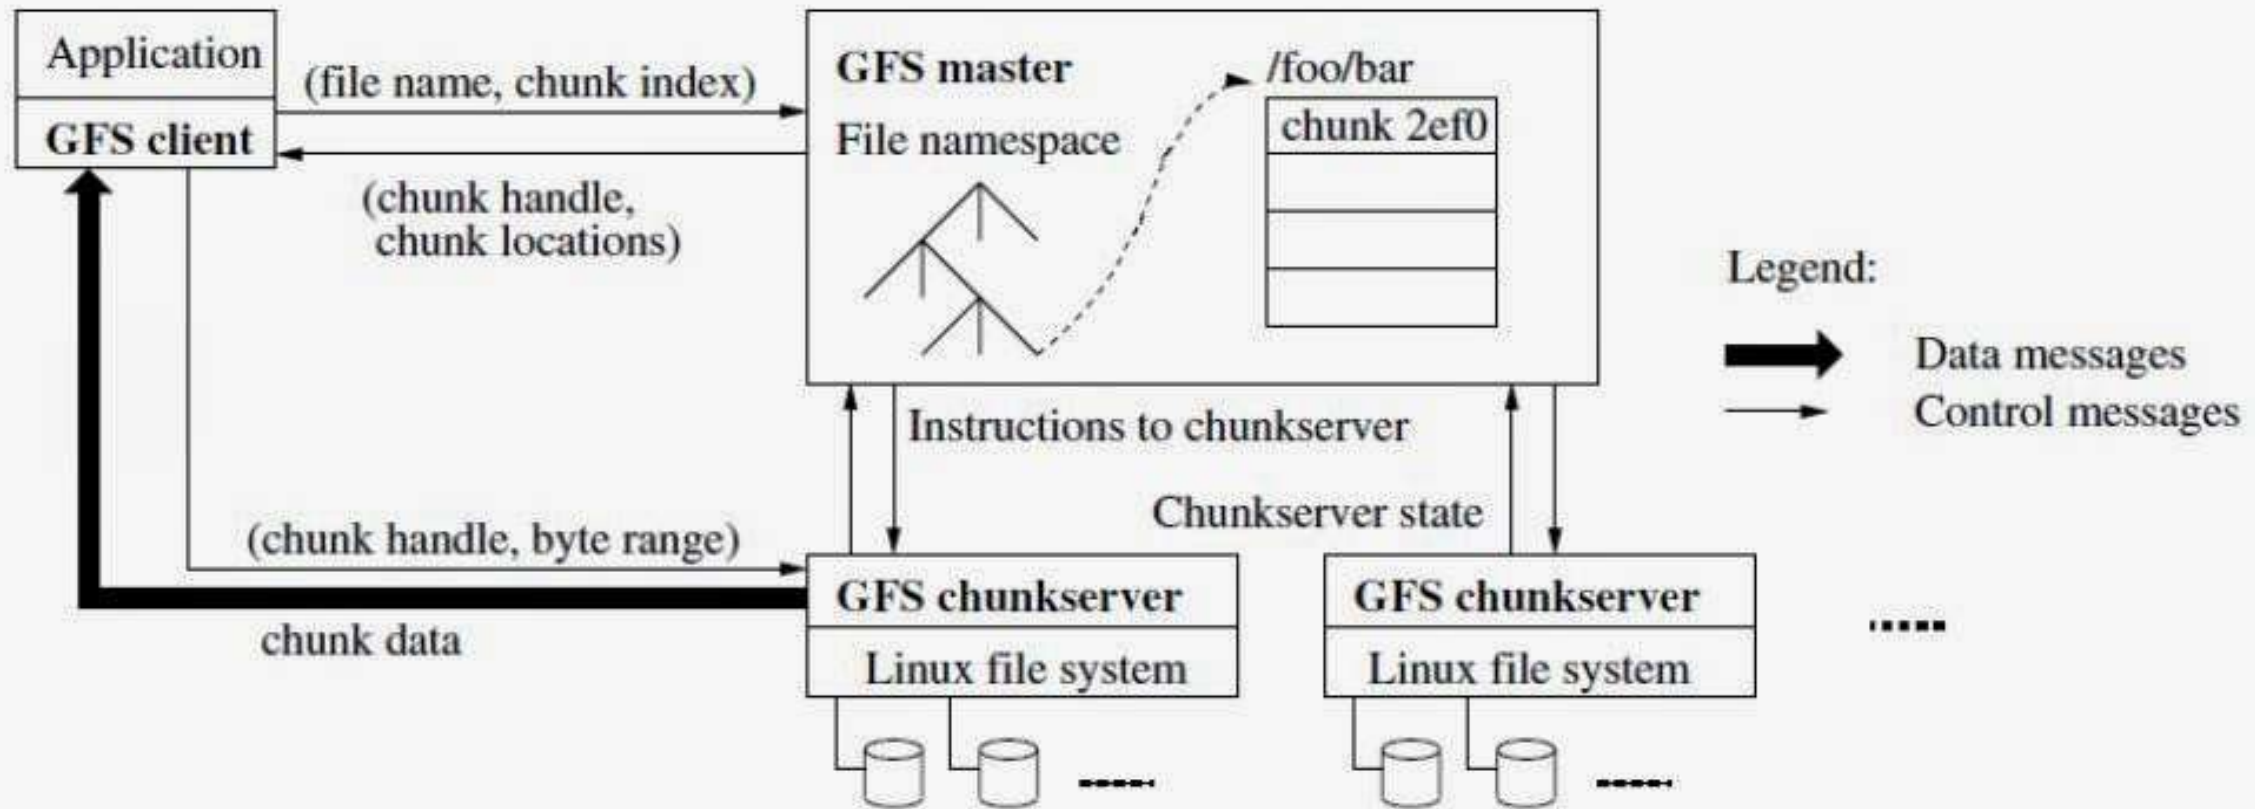 Application
GFS client
(file name, chunk index)
(chunk handle,
chunk locations)
GFS master
File namespace
/foo/bar
chunk 2ef0
Legend:
Data messages
Control messages
Instructions to chunkserver
Chunkserver state
(chunk handle, byte range)
chunk data
GFS chunkserver
Linux file system
GFS chunkserver
Linux file system